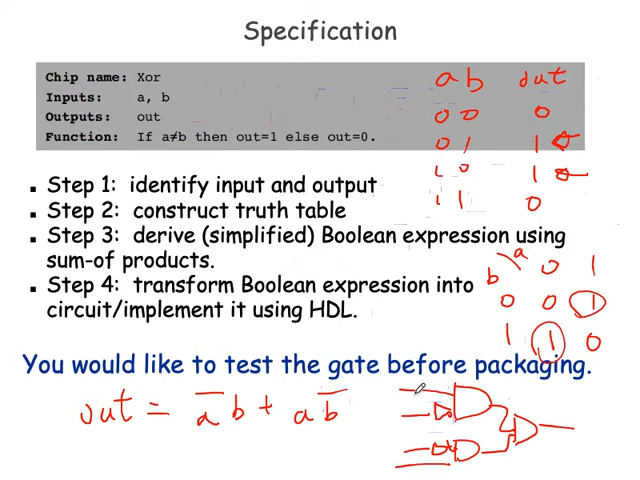 Specification
Chip name: Xor
Inputs: a, b
Outputs: out
Function: If a≠b then out=1 else out=0.
a b out
0 0 0
0 1 1
1 0 1
1 1 0
▪ Step 1: identify input and output
▪ Step 2: construct truth table
▪ Step 3: derive (simplified) Boolean expression using
sum-of products.
▪ Step 4: transform Boolean expression into
circuit/implement it using HDL.
b \ a 0 1
0 0 1
1 1 0
You would like to test the gate before packaging.
out = a̅ b + a b̅